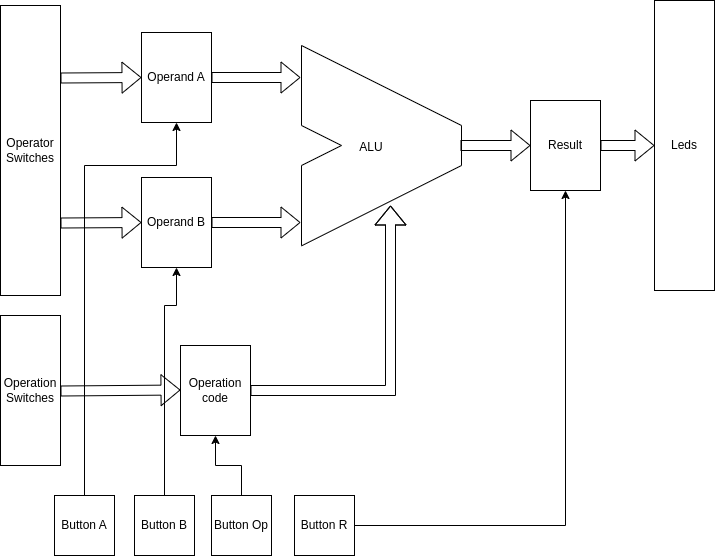 Operator
Switches
Operand A
Operand B
ALU
Result
Leds
Operation
Switches
Operation
code
Button A
Button B
Button Op
Button R